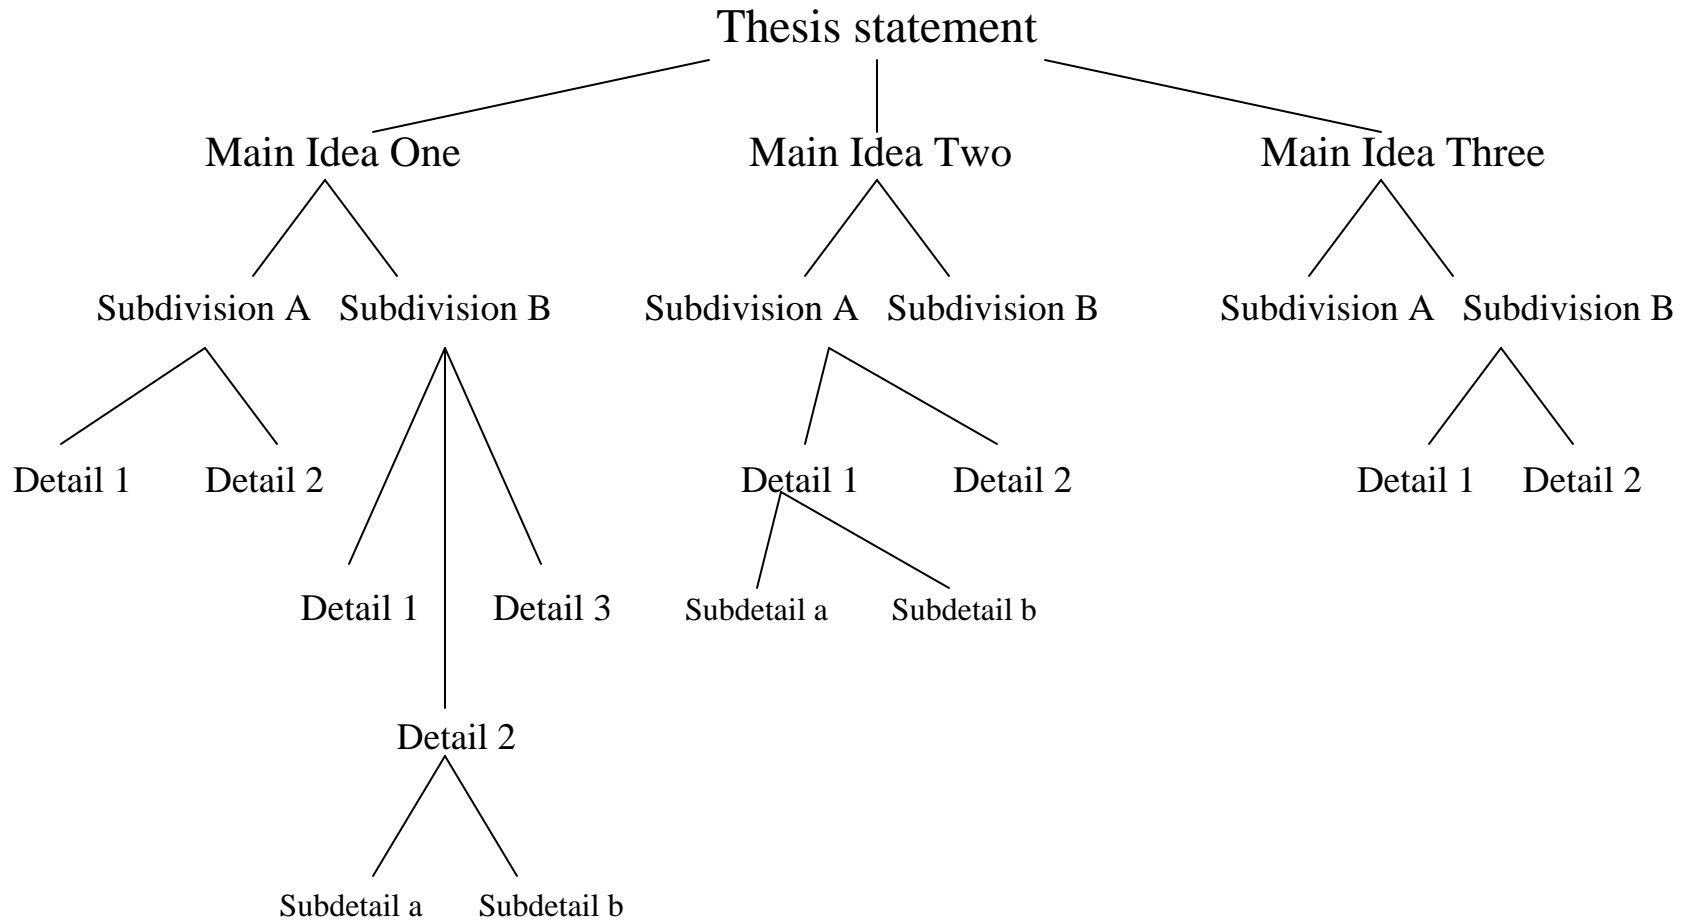 Thesis statement
Main Idea One Main Idea Two Main Idea Three
Subdivision A Subdivision B Subdivision A Subdivision B Subdivision A Subdivision B
Detail 1 Detail 2 Detail 1 Detail 2 Detail 1 Detail 2
Detail 1 Detail 3 Subdetail a Subdetail b
Detail 2
Subdetail a Subdetail b